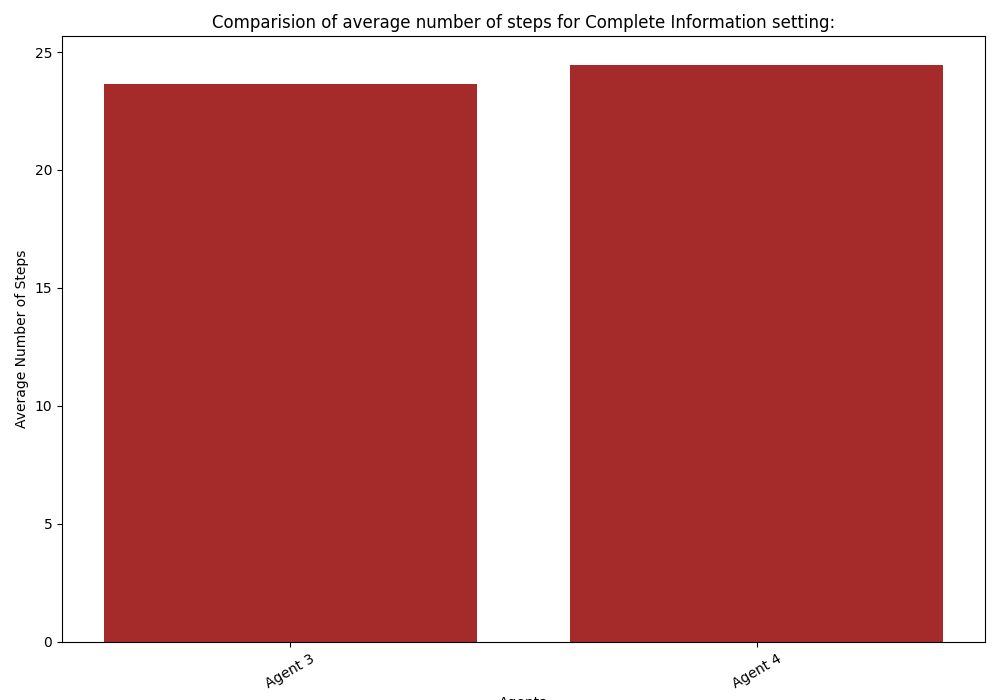 Comparision of average number of steps for Complete Information setting:
25
20
15
10
5
0
Average Number of Steps
Agent 3
Agent 4
Agents